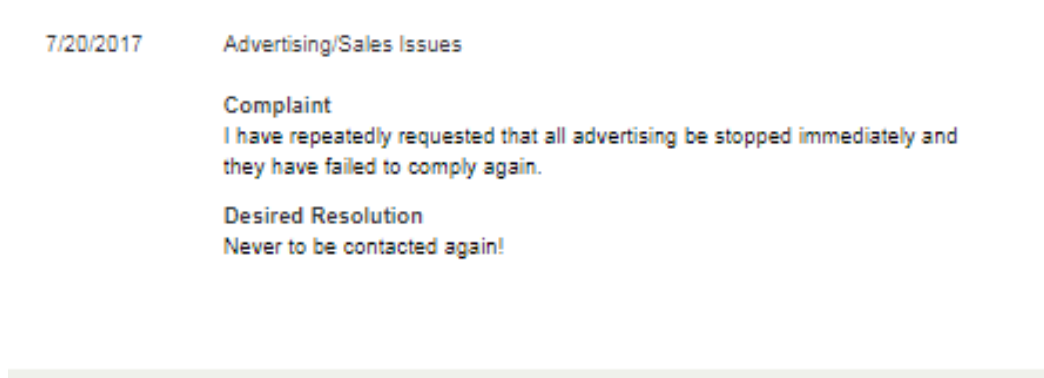 7/20/2017 Advertising/Sales Issues
Complaint
I have repeatedly requested that all advertising be stopped immediately and
they have failed to comply again.
Desired Resolution
Never to be contacted again!